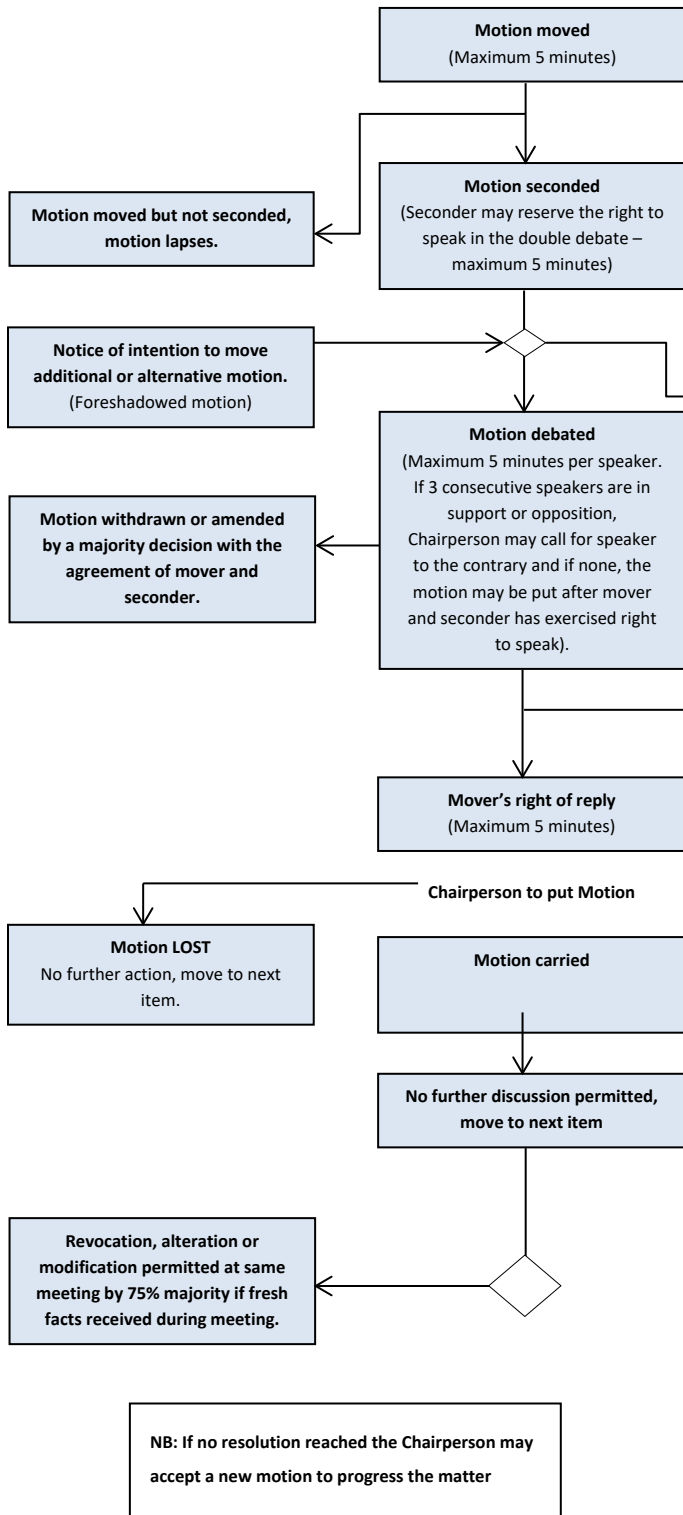 Motion moved
(Maximum 5 minutes)
Motion seconded
(Seconder may reserve the right to
speak in the double debate –
maximum 5 minutes)
Motion moved but not seconded,
motion lapses.
Notice of intention to move
additional or alternative motion.
(Foreshadowed motion)
Motion debated
(Maximum 5 minutes per speaker.
If 3 consecutive speakers are in
support or opposition,
Chairperson may call for speaker
to the contrary and if none, the
motion may be put after mover
and seconder has exercised right
to speak).
Motion withdrawn or amended
by a majority decision with the
agreement of mover and
seconder.
Mover’s right of reply
(Maximum 5 minutes)
Chairperson to put Motion
Motion LOST
No further action, move to next
item.
Motion carried
No further discussion permitted,
move to next item
Revocation, alteration or
modification permitted at same
meeting by 75% majority if fresh
facts received during meeting.
NB: If no resolution reached the Chairperson may
accept a new motion to progress the matter